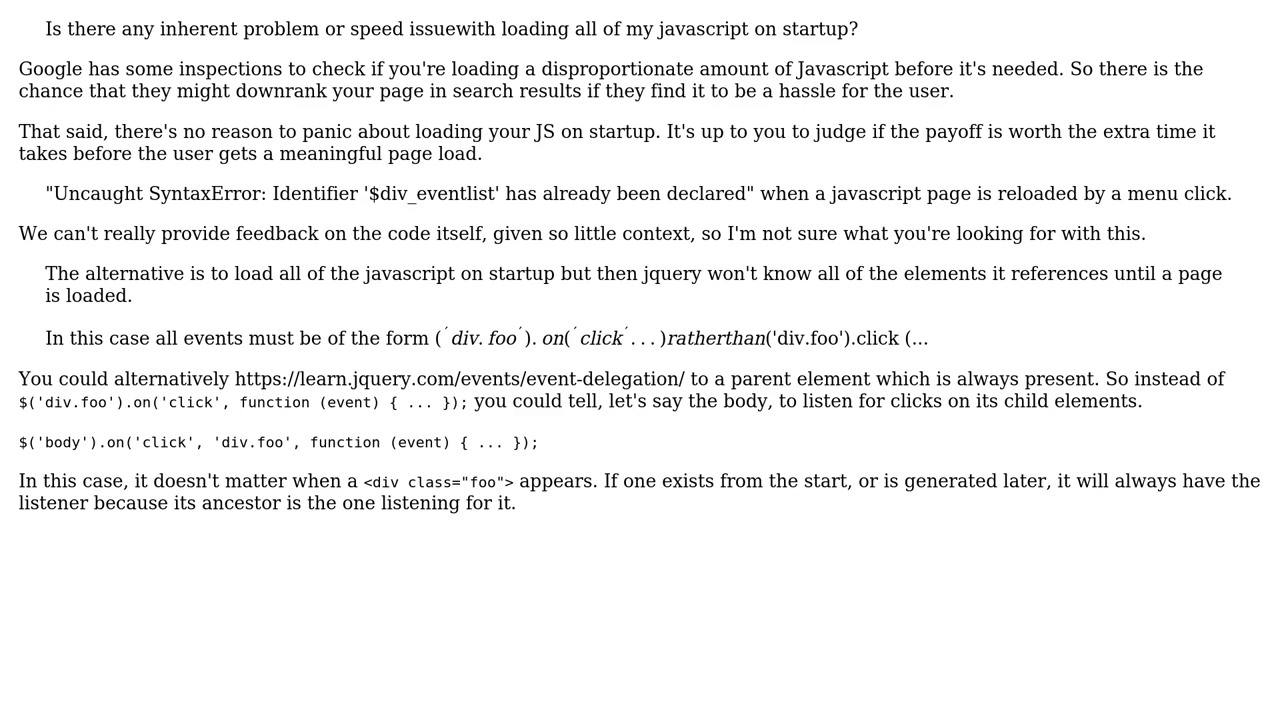 Is there any inherent problem or speed issuewith loading all of my javascript on startup?
Google has some inspections to check if you're loading a disproportionate amount of Javascript before it's needed. So there is the
chance that they might downrank your page in search results if they find it to be a hassle for the user.
That said, there's no reason to panic about loading your JS on startup. It's up to you to judge if the payoff is worth the extra time it
takes before the user gets a meaningful page load.
"Uncaught SyntaxError: Identifier '$div_eventlist' has already been declared" when a javascript page is reloaded by a menu click.
We can't really provide feedback on the code itself, given so little context, so I'm not sure what you're looking for with this.
The alternative is to load all of the javascript on startup but then jquery won't know all of the elements it references until a page
is loaded.
In this case all events must be of the form (′div.foo′).on(′click′...)ratherthan('div.foo').click (...
You could alternatively https://learn.jquery.com/events/event-delegation/ to a parent element which is always present. So instead of
$('div.foo').on('click', function (event) { ... }); you could tell, let's say the body, to listen for clicks on its child elements.
$('body').on('click', 'div.foo', function (event) { ... });
In this case, it doesn't matter when a <div class="foo"> appears. If one exists from the start, or is generated later, it will always have the
listener because its ancestor is the one listening for it.